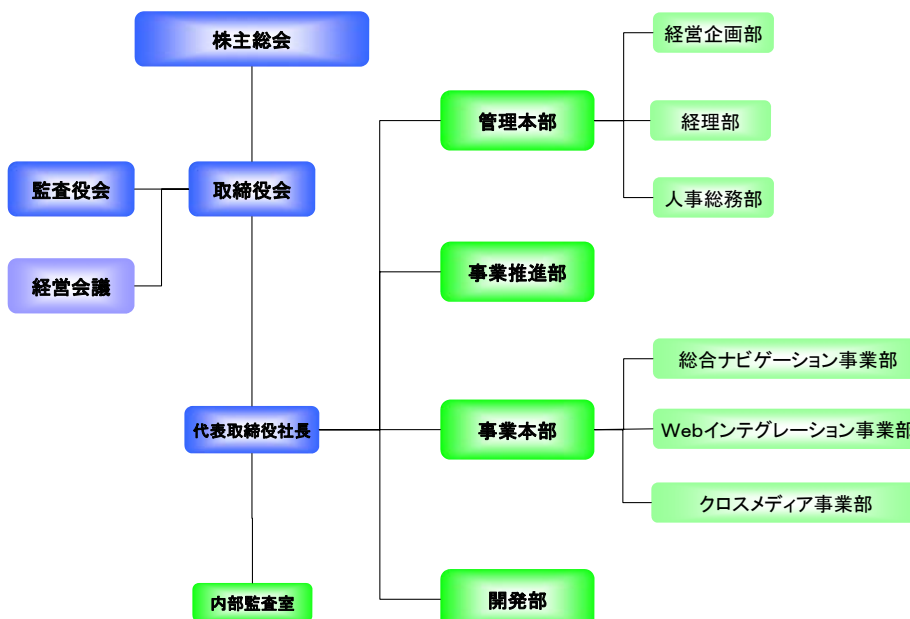 株主総会
監査役会
取締役会
経営会議
代表取締役社長
内部監査室
管理本部
経営企画部
経理部
人事総務部
事業推進部
事業本部
総合ナビゲーション事業部
Webインテグレーション事業部
クロスメディア事業部
開発部